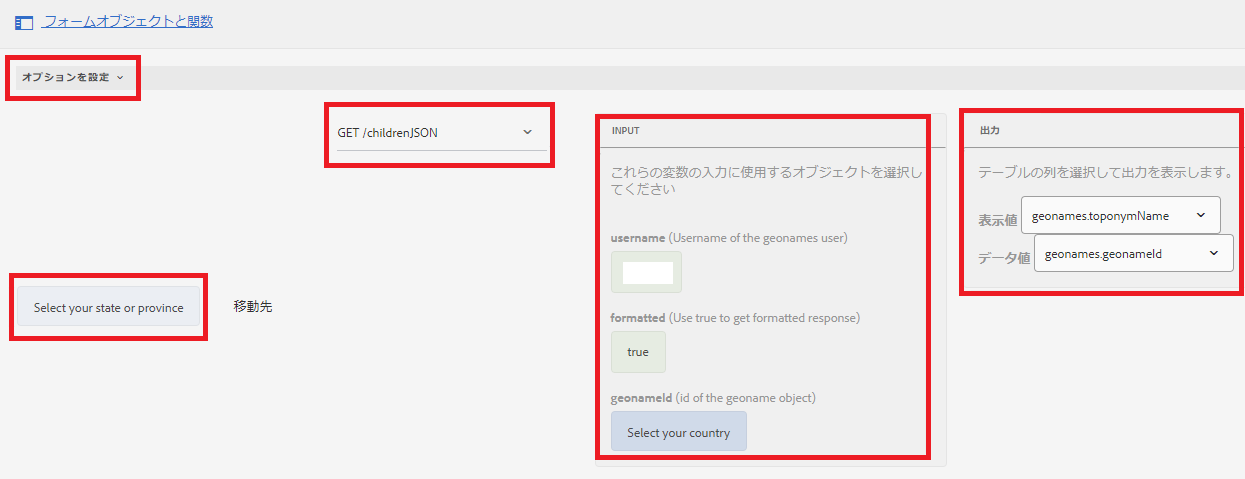 フォームオブジェクトと関数
オプションを設定
GET /childrenJSON
Select your state or province
移動先
INPUT
これらの変数の入力に使用するオブジェクトを選択し
てください
username (Username of the geonames user)
formatted (Use true to get formatted response)
true
geonameId (id of the geoname object)
Select your country
出力
テーブルの列を選択して出力を表示します。
表示値 geonames.toponymName
データ値 geonames.geonameId